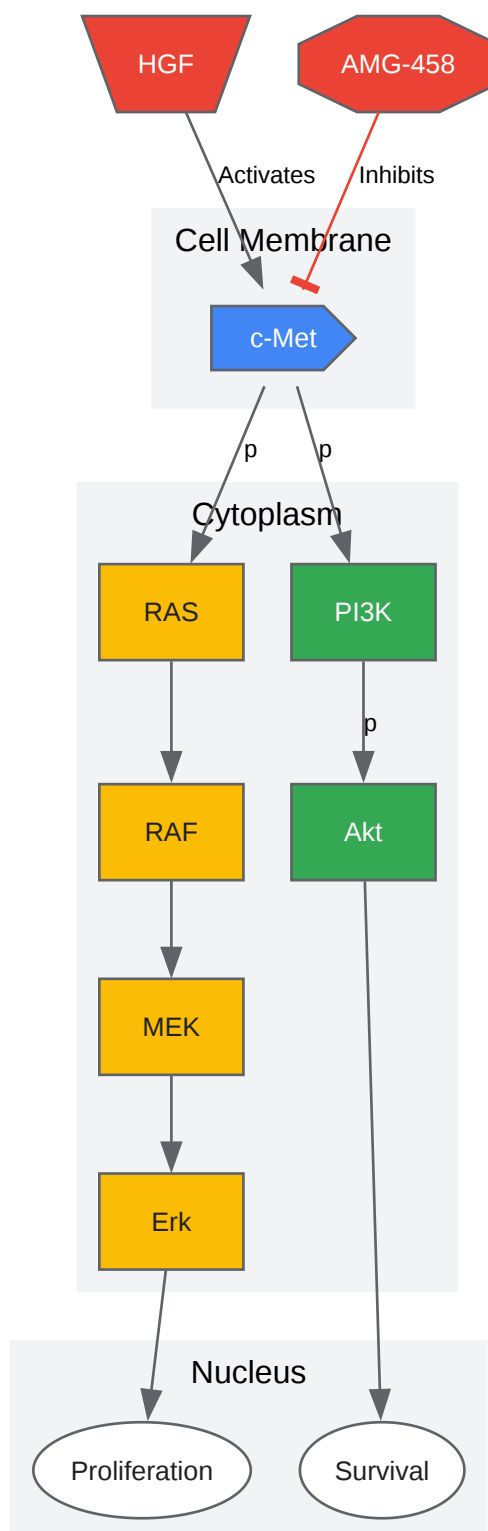 HGF
AMG-458
Activates
Inhibits
Cell Membrane
c-Met
p
p
Cytoplasm
RAS
PI3K
p
RAF
Akt
MEK
Erk
Nucleus
Proliferation
Survival